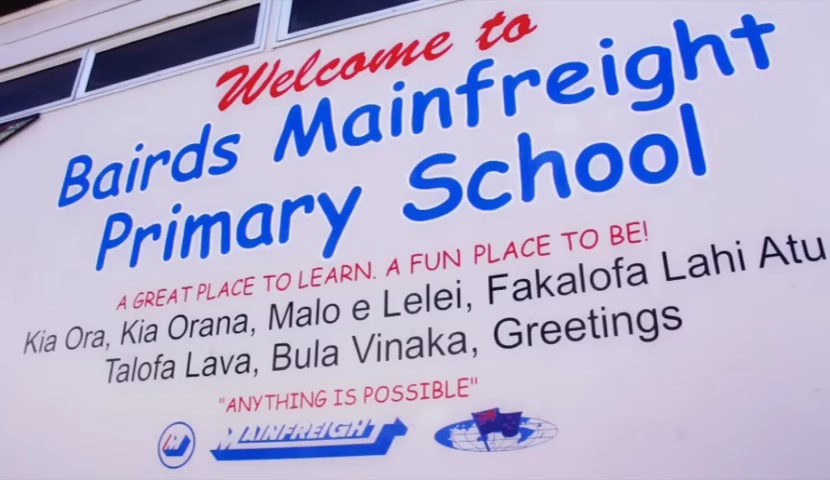 Welcome to
Bairds Mainfreight
Primary School
A GREAT PLACE TO LEARN. A FUN PLACE TO BE!
Kia Ora, Kia Orana, Malo e Lelei, Fakalofa Lahi Atu
Talofa Lava, Bula Vinaka, Greetings
"ANYTHING IS POSSIBLE"
M MAINFREIGHT